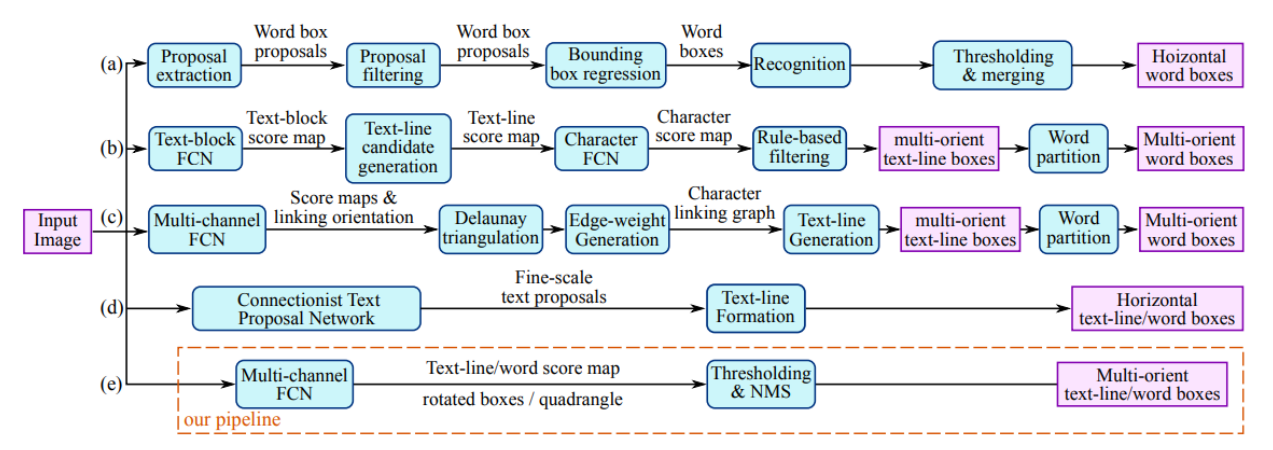 Word box
proposals
Word box
proposals
Word
boxes
(a)
Proposal
extraction
Proposal
filtering
Bounding
box regression
Recognition
Thresholding
& merging
Hoizontal
word boxes
Text-block
score map
Text-line
score map
Character
score map
(b)
Text-block
FCN
Text-line
candidate
generation
Character
FCN
Rule-based
filtering
multi-orient
text-line boxes
Word
partition
Multi-orient
word boxes
Input
Image
(c)
Multi-channel
FCN
Score maps &
linking orientation
Delaunay
triangulation
Edge-weight
Generation
Character
linking graph
Text-line
Generation
multi-orient
text-line boxes
Word
partition
Multi-orient
word boxes
(d)
Connectionist Text
Proposal Network
Fine-scale
text proposals
Text-line
Formation
Horizontal
text-line/word boxes
(e)
Multi-channel
FCN
Text-line/word score map
rotated boxes / quadrangle
Thresholding
& NMS
Multi-orient
text-line/word boxes
our pipeline